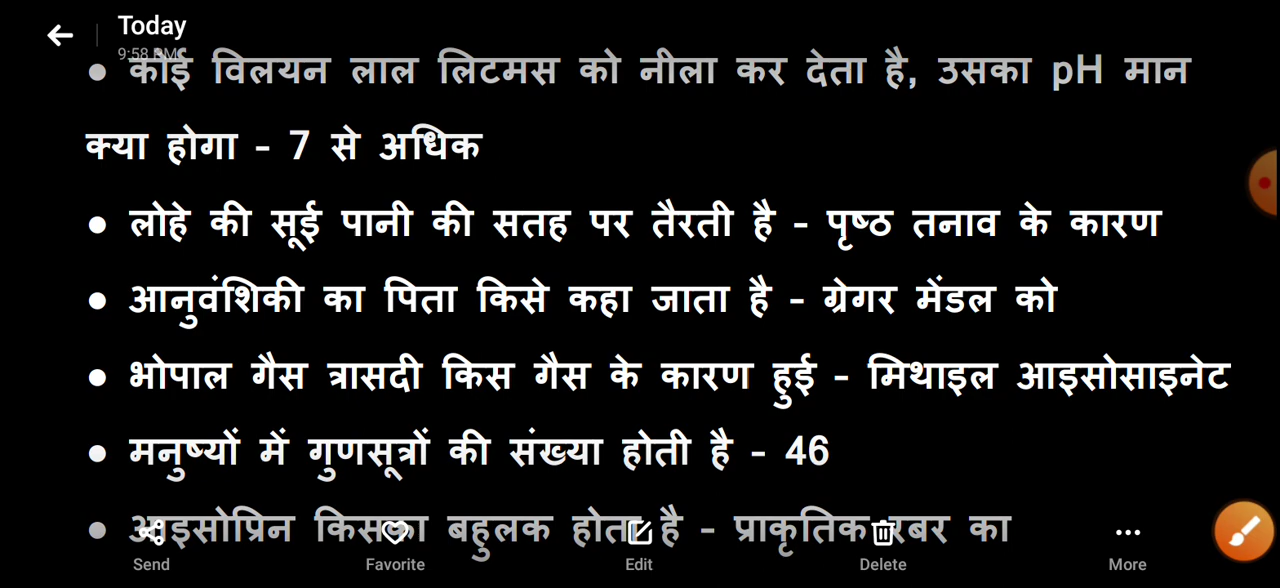 Today
9:58 PM
● कोई विलयन लाल लिटमस को नीला कर देता है, उसका pH मान
क्या होगा – 7 से अधिक
● लोहे की सूई पानी की सतह पर तैरती है – पृष्ठ तनाव के कारण
● आनुवंशिकी का पिता किसे कहा जाता है – ग्रेगर मेंडल को
● भोपाल गैस त्रासदी किस गैस के कारण हुई – मिथाइल आइसोसाइनेट
● मनुष्यों में गुणसूत्रों की संख्या होती है – 46
● आइसोप्रिन किसका बहुलक होता है – प्राकृतिक रबर का
Send Favorite Edit Delete More